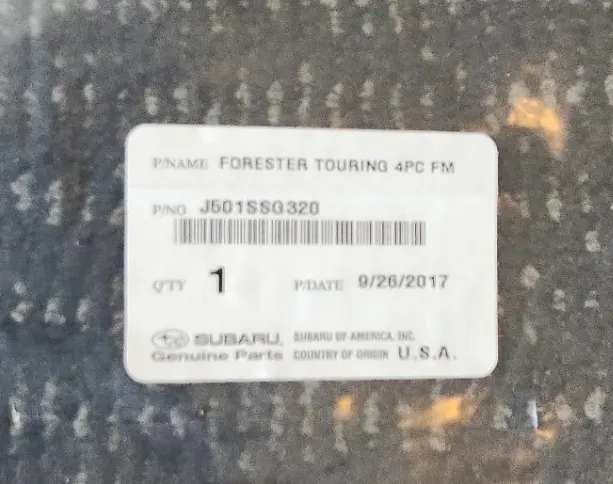 P/NAME FORESTER TOURING 4PC FM
P/NO J501SSG320
Q'TY 1 P/DATE 9/26/2017
SUBARU. SUBARU OF AMERICA, INC.
Genuine Parts COUNTRY OF ORIGIN U.S.A.